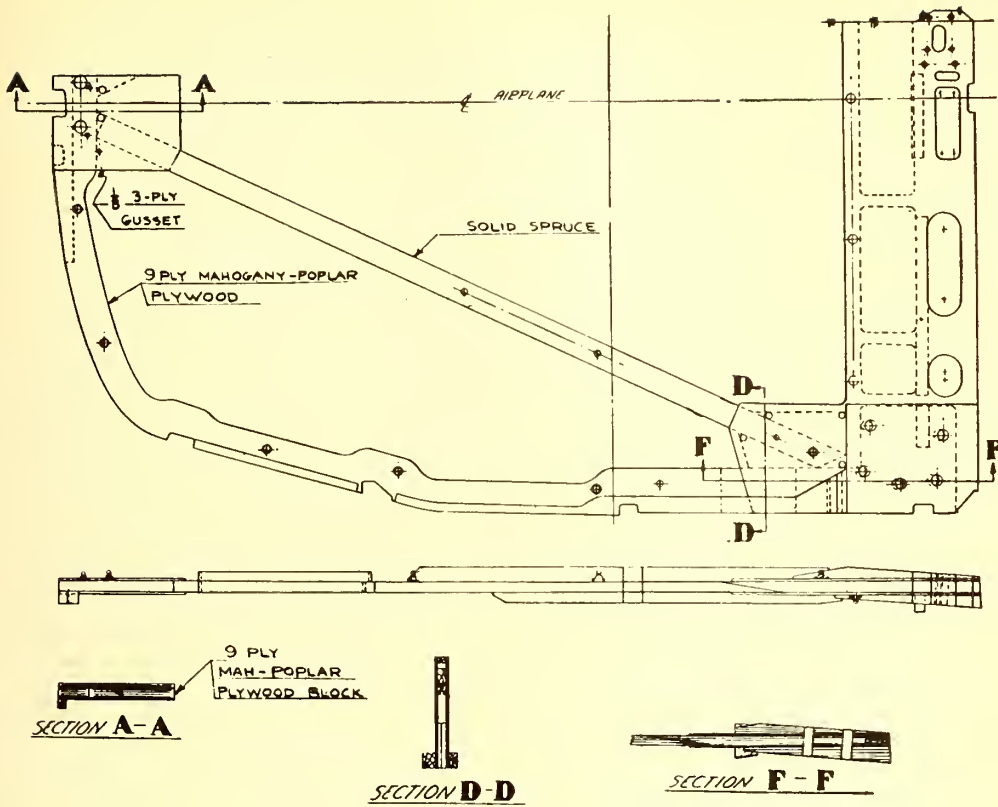 A A
℄ AIRPLANE
1/8 3-PLY
GUSSET
SOLID SPRUCE
9 PLY MAHOGANY-POPLAR
PLYWOOD
D
F F
D
9 PLY
MAH-POPLAR
PLYWOOD BLOCK
SECTION A-A
SECTION D-D
SECTION F-F